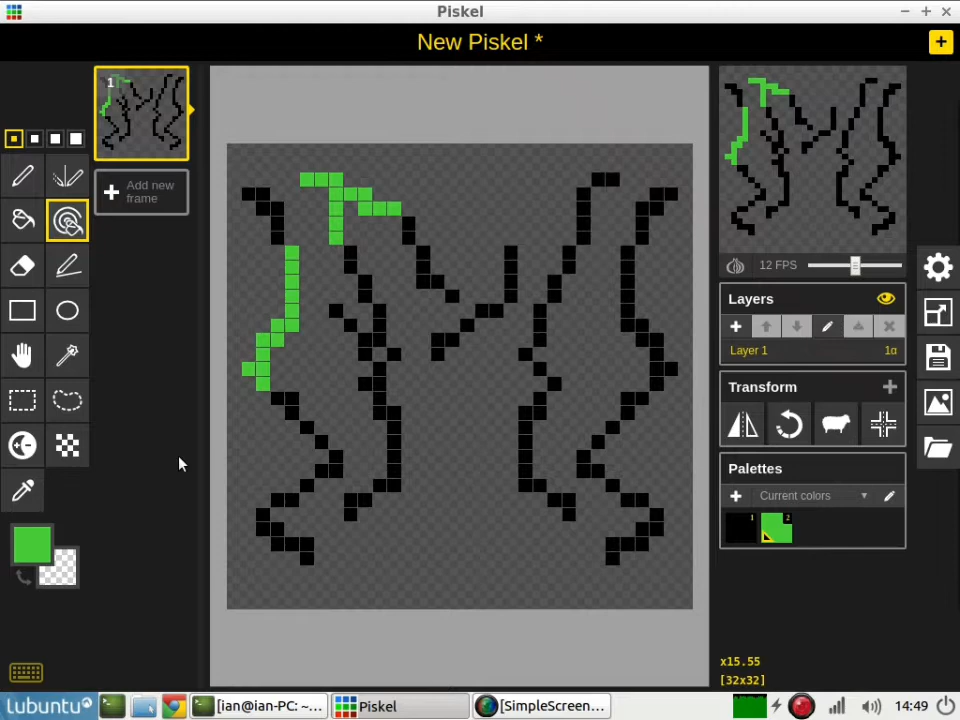 Piskel
New Piskel *
1
Add new
frame
12 FPS
Layers
Layer 1
1α
Transform
Palettes
Current colors
1
2
x15.55
[32x32]
lubuntu
[ian@ian-PC: ~...
Piskel
[SimpleScreen...
14:49